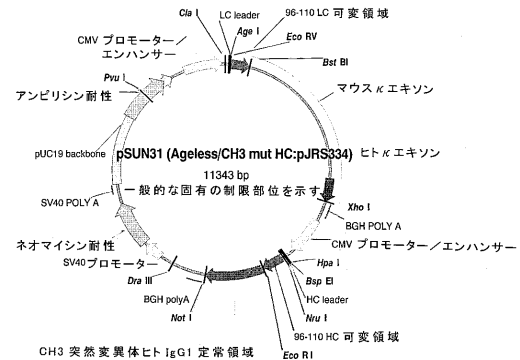 Cla I
LC leader
96-110 LC 可変領域
Age I
Eco RV
CMV プロモーター/
エンハンサー
Bst BI
Pvu I
マウスκエキソン
アンピリシン耐性
pUC19 backbone
pSUN31 (Ageless/CH3 mut HC:pJRS334)
ヒトκエキソン
11343 bp
一般的な固有の制限部位を示す
SV40 POLY A
Xho I
BGH POLY A
ネオマイシン耐性
CMV プロモーター/エンハンサー
SV40プロモーター
Hpa I
Bsp EI
Dra III
HC leader
BGH polyA
Nru I
Not I
96-110 HC 可変領域
Eco RI
CH3 突然変異体ヒト IgG1 定常領域